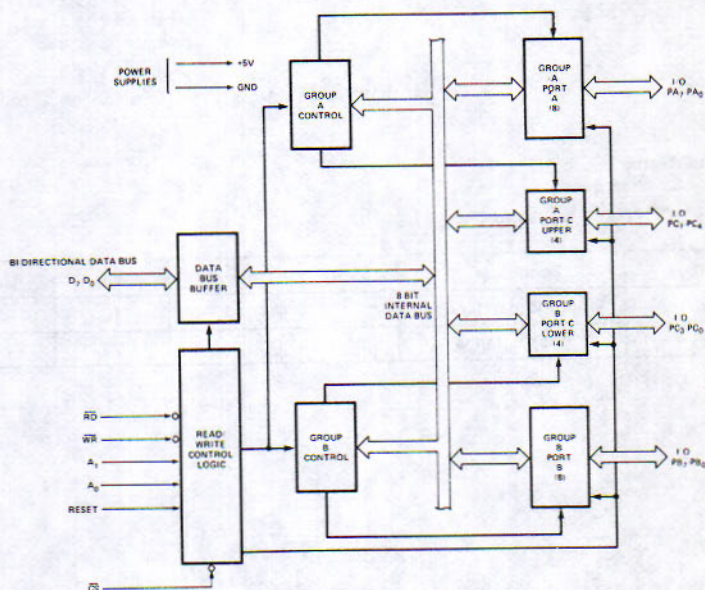 POWER
SUPPLIES
+5V
GND
GROUP
A
CONTROL
GROUP
A
PORT
A
(8)
I O
PA7 PA0
GROUP
A
PORT C
UPPER
(4)
I O
PC7 PC4
BI DIRECTIONAL DATA BUS
D7 D0
DATA
BUS
BUFFER
8 BIT
INTERNAL
DATA BUS
GROUP
B
PORT C
LOWER
(4)
I O
PC3 PC0
RD
WR
A1
A0
RESET
CS
READ/
WRITE
CONTROL
LOGIC
GROUP
B
CONTROL
GROUP
B
PORT
B
(8)
I O
PB7 PB0